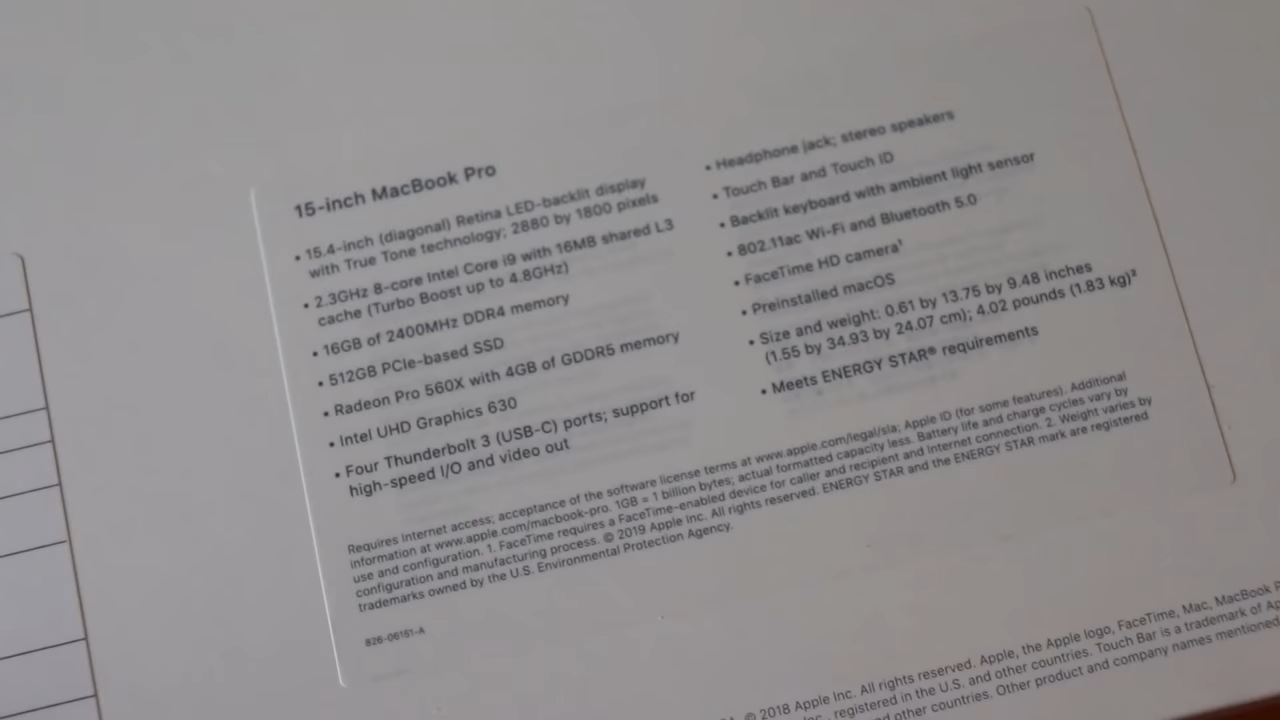 15-inch MacBook Pro
• 15.4-inch (diagonal) Retina LED-backlit display
with True Tone technology; 2880 by 1800 pixels
• 2.3GHz 8-core Intel Core i9 with 16MB shared L3
cache (Turbo Boost up to 4.8GHz)
• 16GB of 2400MHz DDR4 memory
• 512GB PCIe-based SSD
• Radeon Pro 560X with 4GB of GDDR5 memory
• Intel UHD Graphics 630
• Four Thunderbolt 3 (USB-C) ports; support for
high-speed I/O and video out
• Headphone jack; stereo speakers
• Touch Bar and Touch ID
• Backlit keyboard with ambient light sensor
• 802.11ac Wi-Fi and Bluetooth 5.0
• FaceTime HD camera¹
• Preinstalled macOS
• Size and weight: 0.61 by 13.75 by 9.48 inches
(1.55 by 34.93 by 24.07 cm); 4.02 pounds (1.83 kg)²
• Meets ENERGY STAR® requirements
Requires Internet access; acceptance of the software license terms at www.apple.com/legal/sla; Apple ID (for some features). Additional
information at www.apple.com/macbook-pro. 1GB = 1 billion bytes; actual formatted capacity less. Battery life and charge cycles vary by
use and configuration. 1. FaceTime requires a FaceTime-enabled device for caller and recipient and Internet connection. 2. Weight varies by
configuration and manufacturing process. © 2019 Apple Inc. All rights reserved. ENERGY STAR and the ENERGY STAR mark are registered
trademarks owned by the U.S. Environmental Protection Agency.
826-06151-A
© 2018 Apple Inc. All rights reserved. Apple, the Apple logo, FaceTime, Mac, MacBook
Inc., registered in the U.S. and other countries. Touch Bar is a trademark of
other countries. Other product and company names mentioned